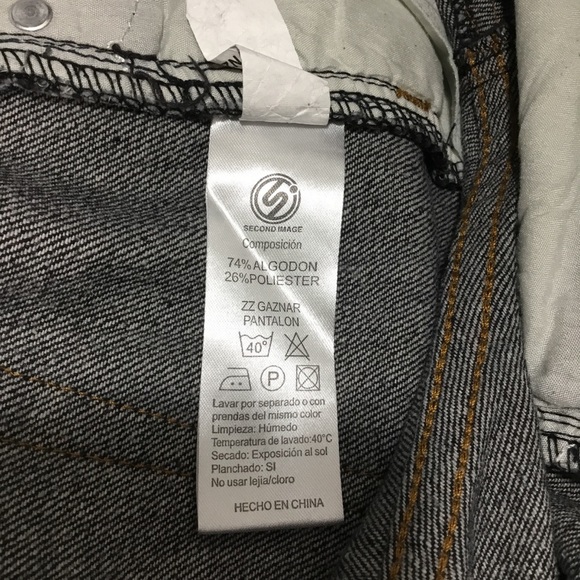 SECOND IMAGE
Composición
74% ALGODON
26% POLIESTER
ZZ GAZNAR
PANTALON
40°
P
Lavar por separado o con
prendas del mismo color
Limpieza: Húmedo
Temperatura de lavado:40°C
Secado: Exposición al sol
Planchado: SI
No usar lejia/cloro
HECHO EN CHINA